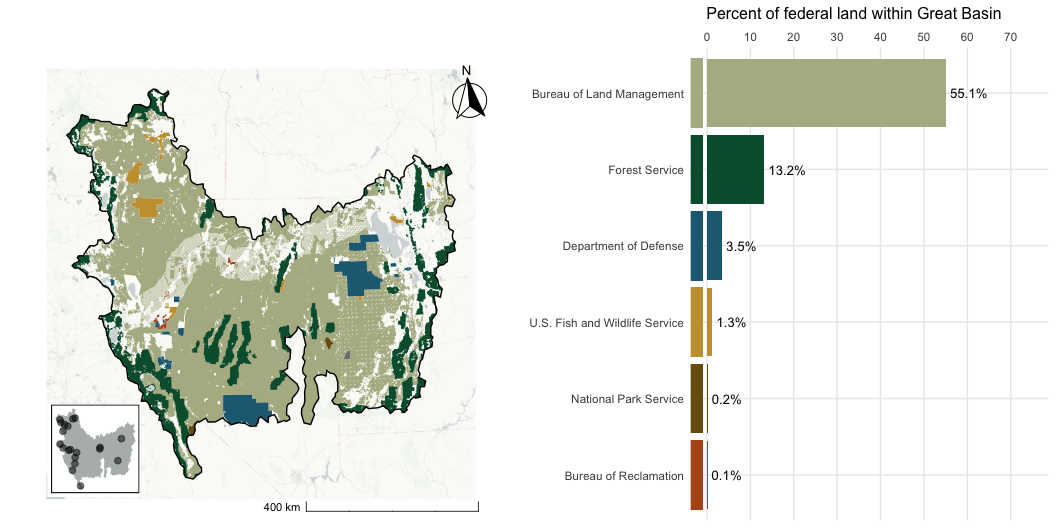 Percent of federal land within Great Basin
0 10 20 30 40 50 60 70
N
Bureau of Land Management 55.1%
Forest Service 13.2%
Department of Defense 3.5%
U.S. Fish and Wildlife Service 1.3%
National Park Service 0.2%
Bureau of Reclamation 0.1%
400 km